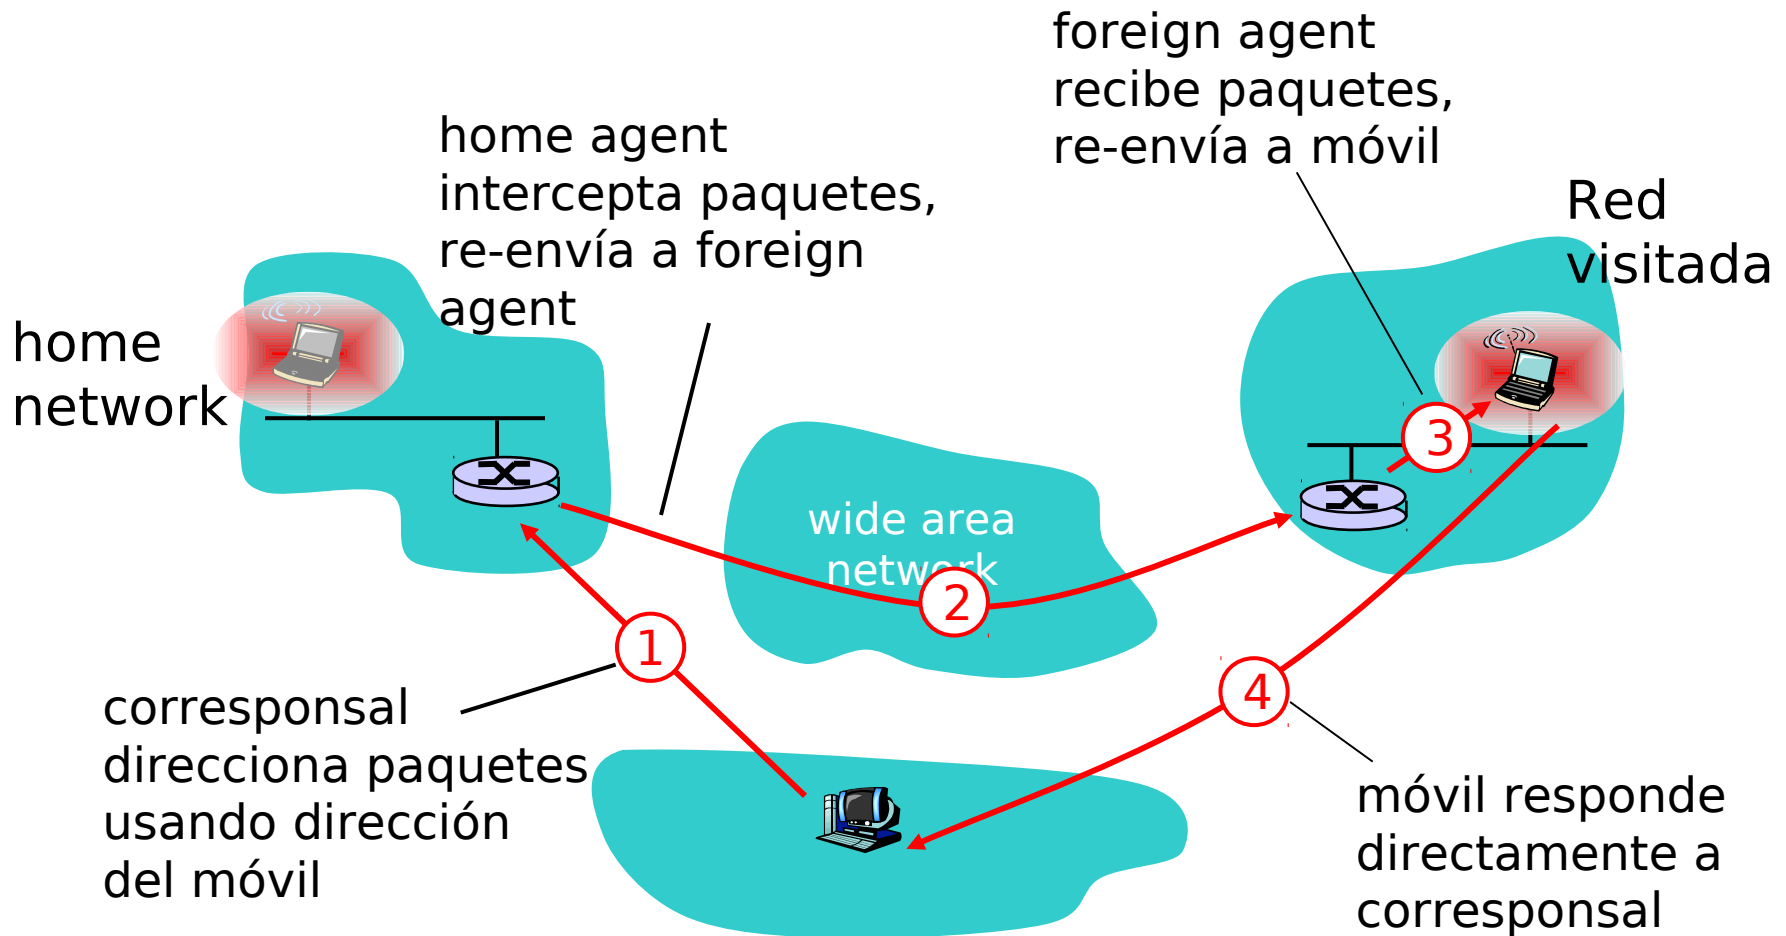 foreign agent
recibe paquetes,
re-envía a móvil
home agent
intercepta paquetes,
re-envía a foreign
agent
Red
visitada
home
network
3
wide area
network
2
1
4
corresponsal
direcciona paquetes
usando dirección
del móvil
móvil responde
directamente a
corresponsal